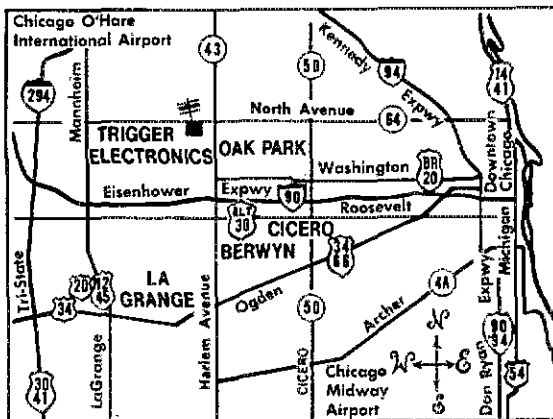 Chicago O'Hare
International Airport
43
50
Kennedy
94
Expwy
14
41
294
Mannheim
North Avenue
64
TRIGGER
ELECTRONICS
OAK PARK
Washington
BR
20
Downtown
Chicago
Eisenhower
Expwy
90
Roosevelt
ALT
30
CICERO
BERWYN
34
66
Michigan
Tri-State
20
12
45
34
LA
GRANGE
Ogden
4A
Archer
Expwy
Harlem Avenue
50
CICERO
N
W
E
S
90
94
Don Ryan
54
30
41
LaGrange
Chicago
Midway
Airport